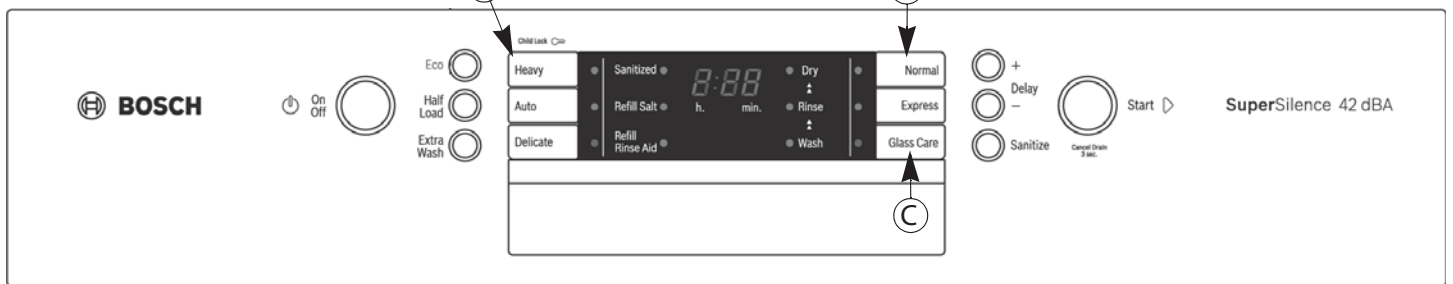 BOSCH
On
Off
Eco
Half
Load
Extra
Wash
Child Lock
Heavy
Auto
Delicate
Sanitized
Refill Salt
Refill
Rinse Aid
8:88
h. min.
Dry
Rinse
Wash
Normal
Express
Glass Care
C
+
Delay
−
Sanitize
Start
Cancel Drain
3 sec.
SuperSilence 42 dBA